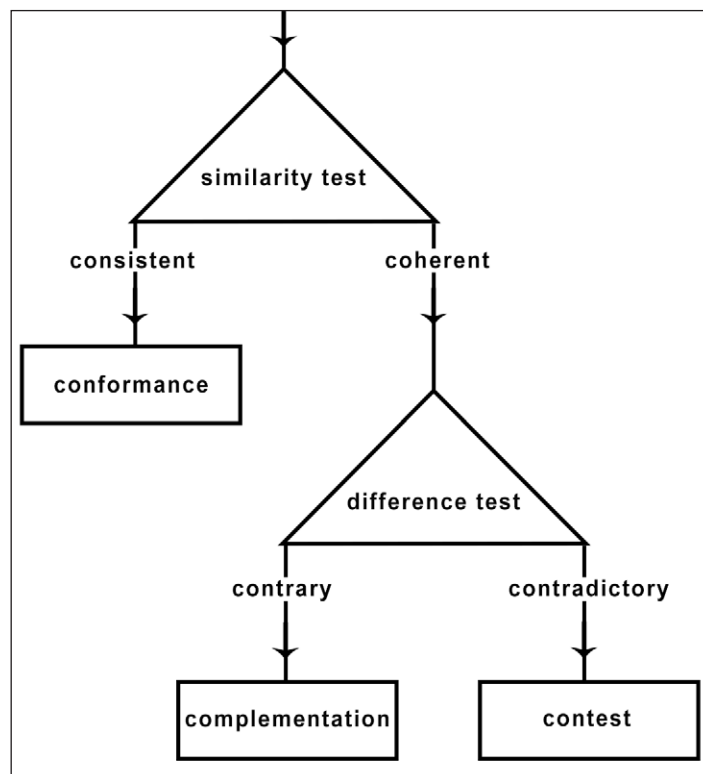 similarity test
consistent
coherent
conformance
difference test
contrary
contradictory
complementation
contest